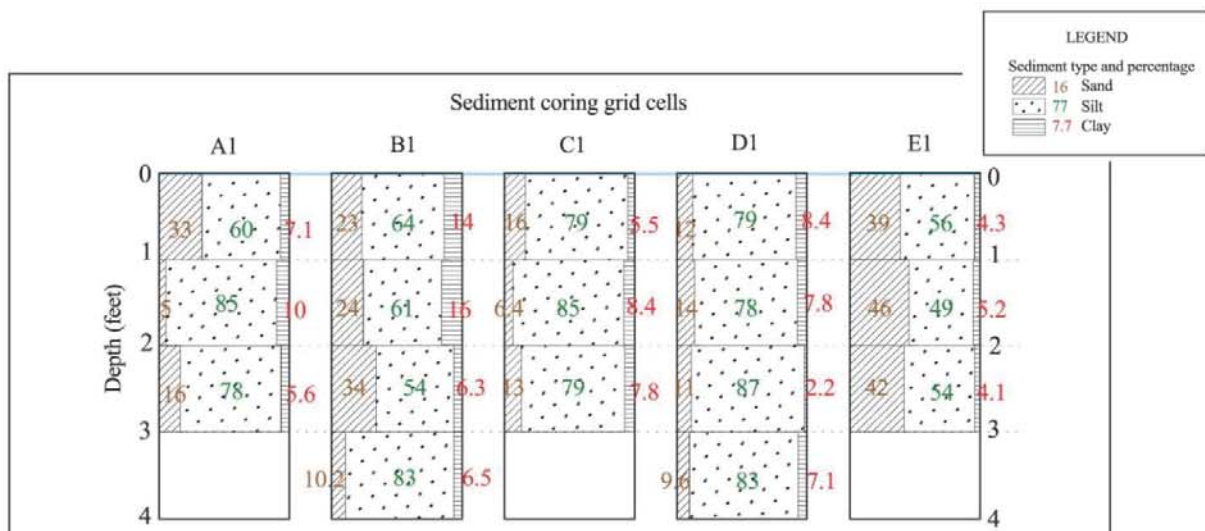 LEGEND
Sediment type and percentage
16 Sand
77 Silt
7.7 Clay
Sediment coring grid cells
A1 B1 C1 D1 E1
0 0
33 60 7.1 23 64 14 16 79 5.5 12 79 8.4 39 56 4.3
1 1
5 85 10 24 61 16 6.4 85 8.4 14 78 7.8 46 49 5.2
Depth (feet)
2 2
16 78 5.6 34 54 6.3 13 79 7.8 11 87 2.2 42 54 4.1
3 3
10.2 83 6.5 9.6 83 7.1
4 4